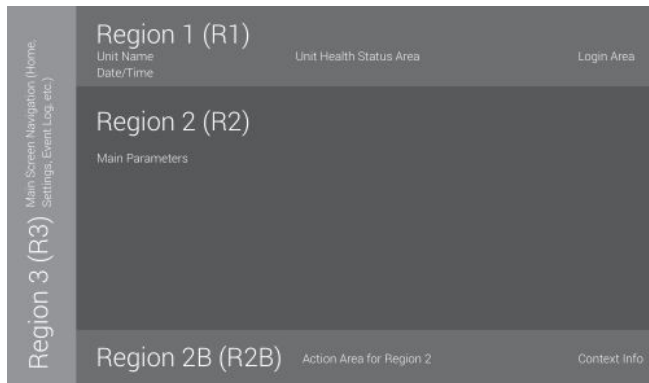 Region 1 (R1)
Unit Name
Date/Time
Unit Health Status Area
Login Area
Region 2 (R2)
Main Parameters
Region 3 (R3)
Main Screen Navigation (Home,
Settings, Event Log, etc.)
Region 2B (R2B)
Action Area for Region 2
Context Info